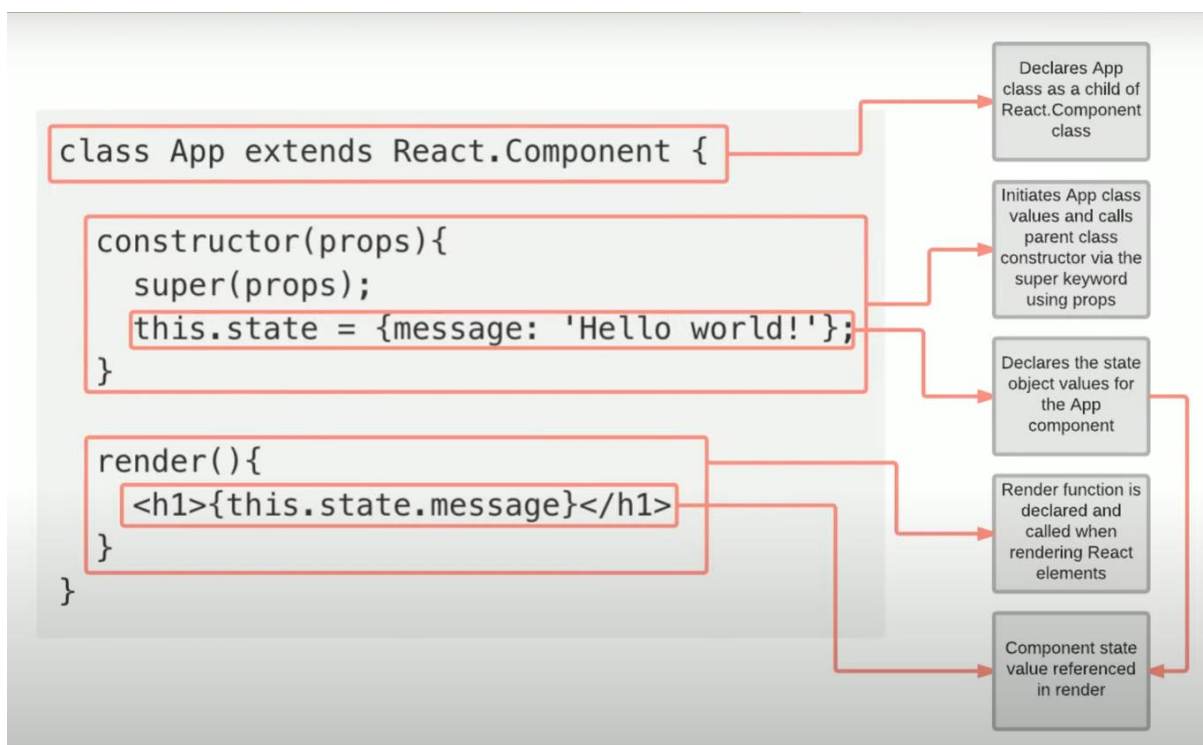 class App extends React.Component {
constructor(props){
super(props);
this.state = {message: 'Hello world!'};
}
render(){
<h1>{this.state.message}</h1>
}
}
Declares App
class as a child of
React.Component
class
Initiates App class
values and calls
parent class
constructor via the
super keyword
using props
Declares the state
object values for
the App
component
Render function is
declared and
called when
rendering React
elements
Component state
value referenced
in render